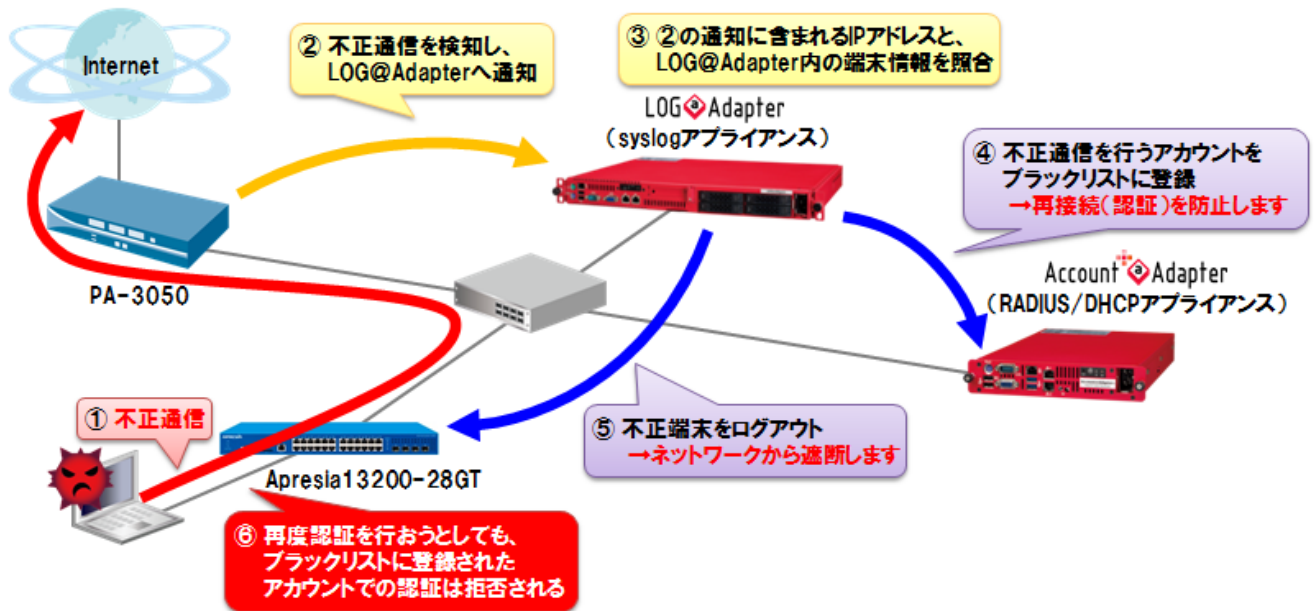 Internet
② 不正通信を検知し、
LOG@Adapterへ通知
③ ②の通知に含まれるIPアドレスと、
LOG@Adapter内の端末情報を照合
LOG@Adapter
（syslogアプライアンス）
④ 不正通信を行うアカウントを
ブラックリストに登録
→再接続（認証）を防止します
PA-3050
Account@Adapter
（RADIUS/DHCPアプライアンス）
① 不正通信
⑤ 不正端末をログアウト
→ネットワークから遮断します
Apresia13200-28GT
⑥ 再度認証を行おうとしても、
ブラックリストに登録された
アカウントでの認証は拒否される